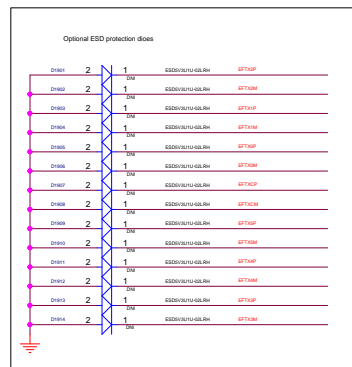 Optional ESD protection dioes
D1901 2 1 ESD5V3U1U-02LRH EFTX2P
DNI
D1902 2 1 ESD5V3U1U-02LRH EFTX2M
DNI
D1903 2 1 ESD5V3U1U-02LRH EFTX1P
DNI
D1904 2 1 ESD5V3U1U-02LRH EFTX1M
DNI
D1905 2 1 ESD5V3U1U-02LRH EFTX0P
DNI
D1906 2 1 ESD5V3U1U-02LRH EFTX0M
DNI
D1907 2 1 ESD5V3U1U-02LRH EFTXCP
DNI
D1908 2 1 ESD5V3U1U-02LRH EFTXCM
DNI
D1909 2 1 ESD5V3U1U-02LRH EFTX5P
DNI
D1910 2 1 ESD5V3U1U-02LRH EFTX5M
DNI
D1911 2 1 ESD5V3U1U-02LRH EFTX4P
DNI
D1912 2 1 ESD5V3U1U-02LRH EFTX4M
DNI
D1913 2 1 ESD5V3U1U-02LRH EFTX3P
DNI
D1914 2 1 ESD5V3U1U-02LRH EFTX3M
DNI